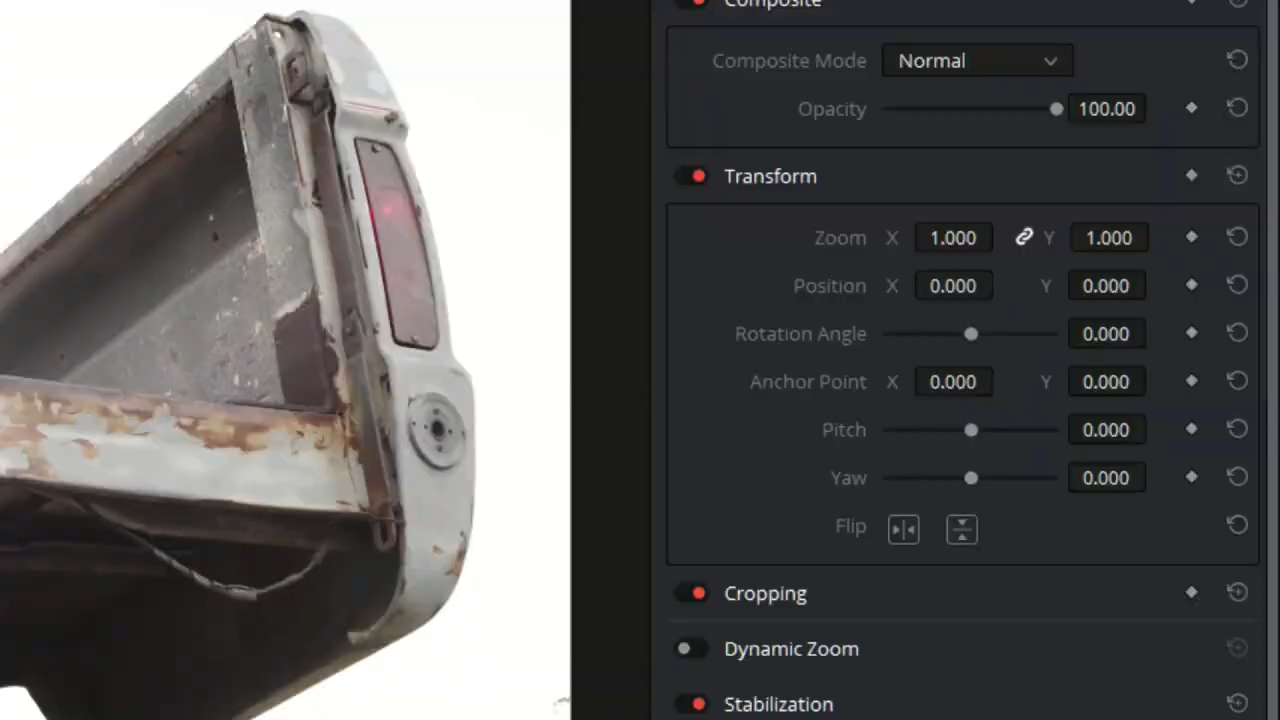 Composite
Composite Mode Normal
Opacity 100.00
Transform
Zoom X 1.000 Y 1.000
Position X 0.000 Y 0.000
Rotation Angle 0.000
Anchor Point X 0.000 Y 0.000
Pitch 0.000
Yaw 0.000
Flip
Cropping
Dynamic Zoom
Stabilization